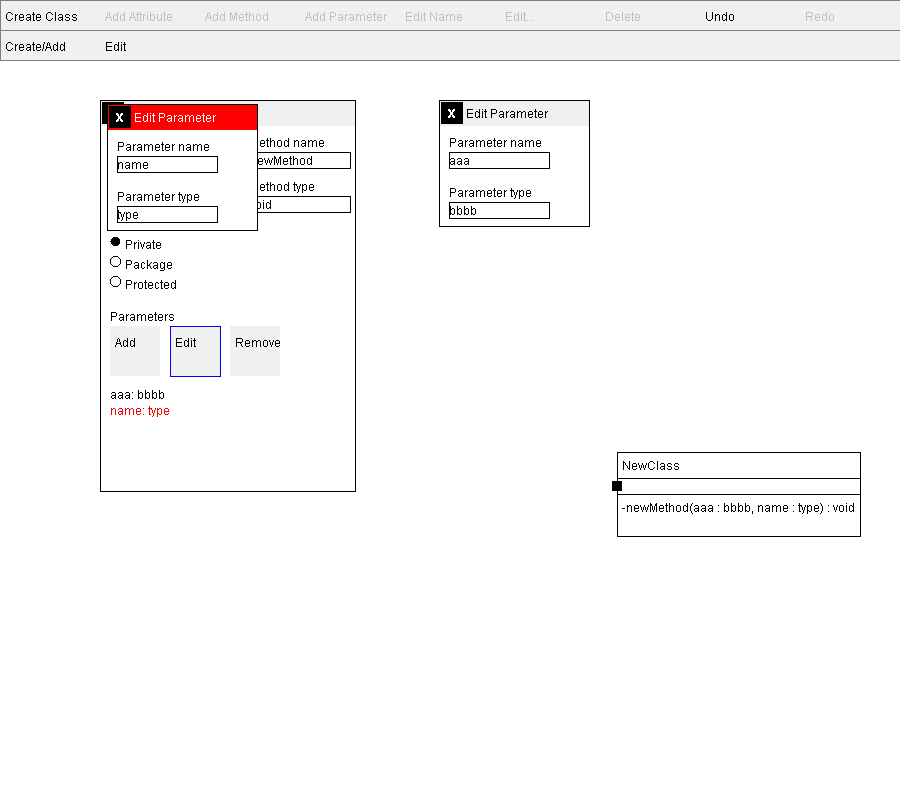 Create Class Add Attribute Add Method Add Parameter Edit Name Edit... Delete Undo Redo
Create/Add Edit
X Edit Parameter
Parameter name
name
Parameter type
type
ethod name
ewMethod
ethod type
oid
Private
Package
Protected
Parameters
Add Edit Remove
aaa: bbbb
name: type
X Edit Parameter
Parameter name
aaa
Parameter type
bbbb
NewClass
-newMethod(aaa : bbbb, name : type) : void